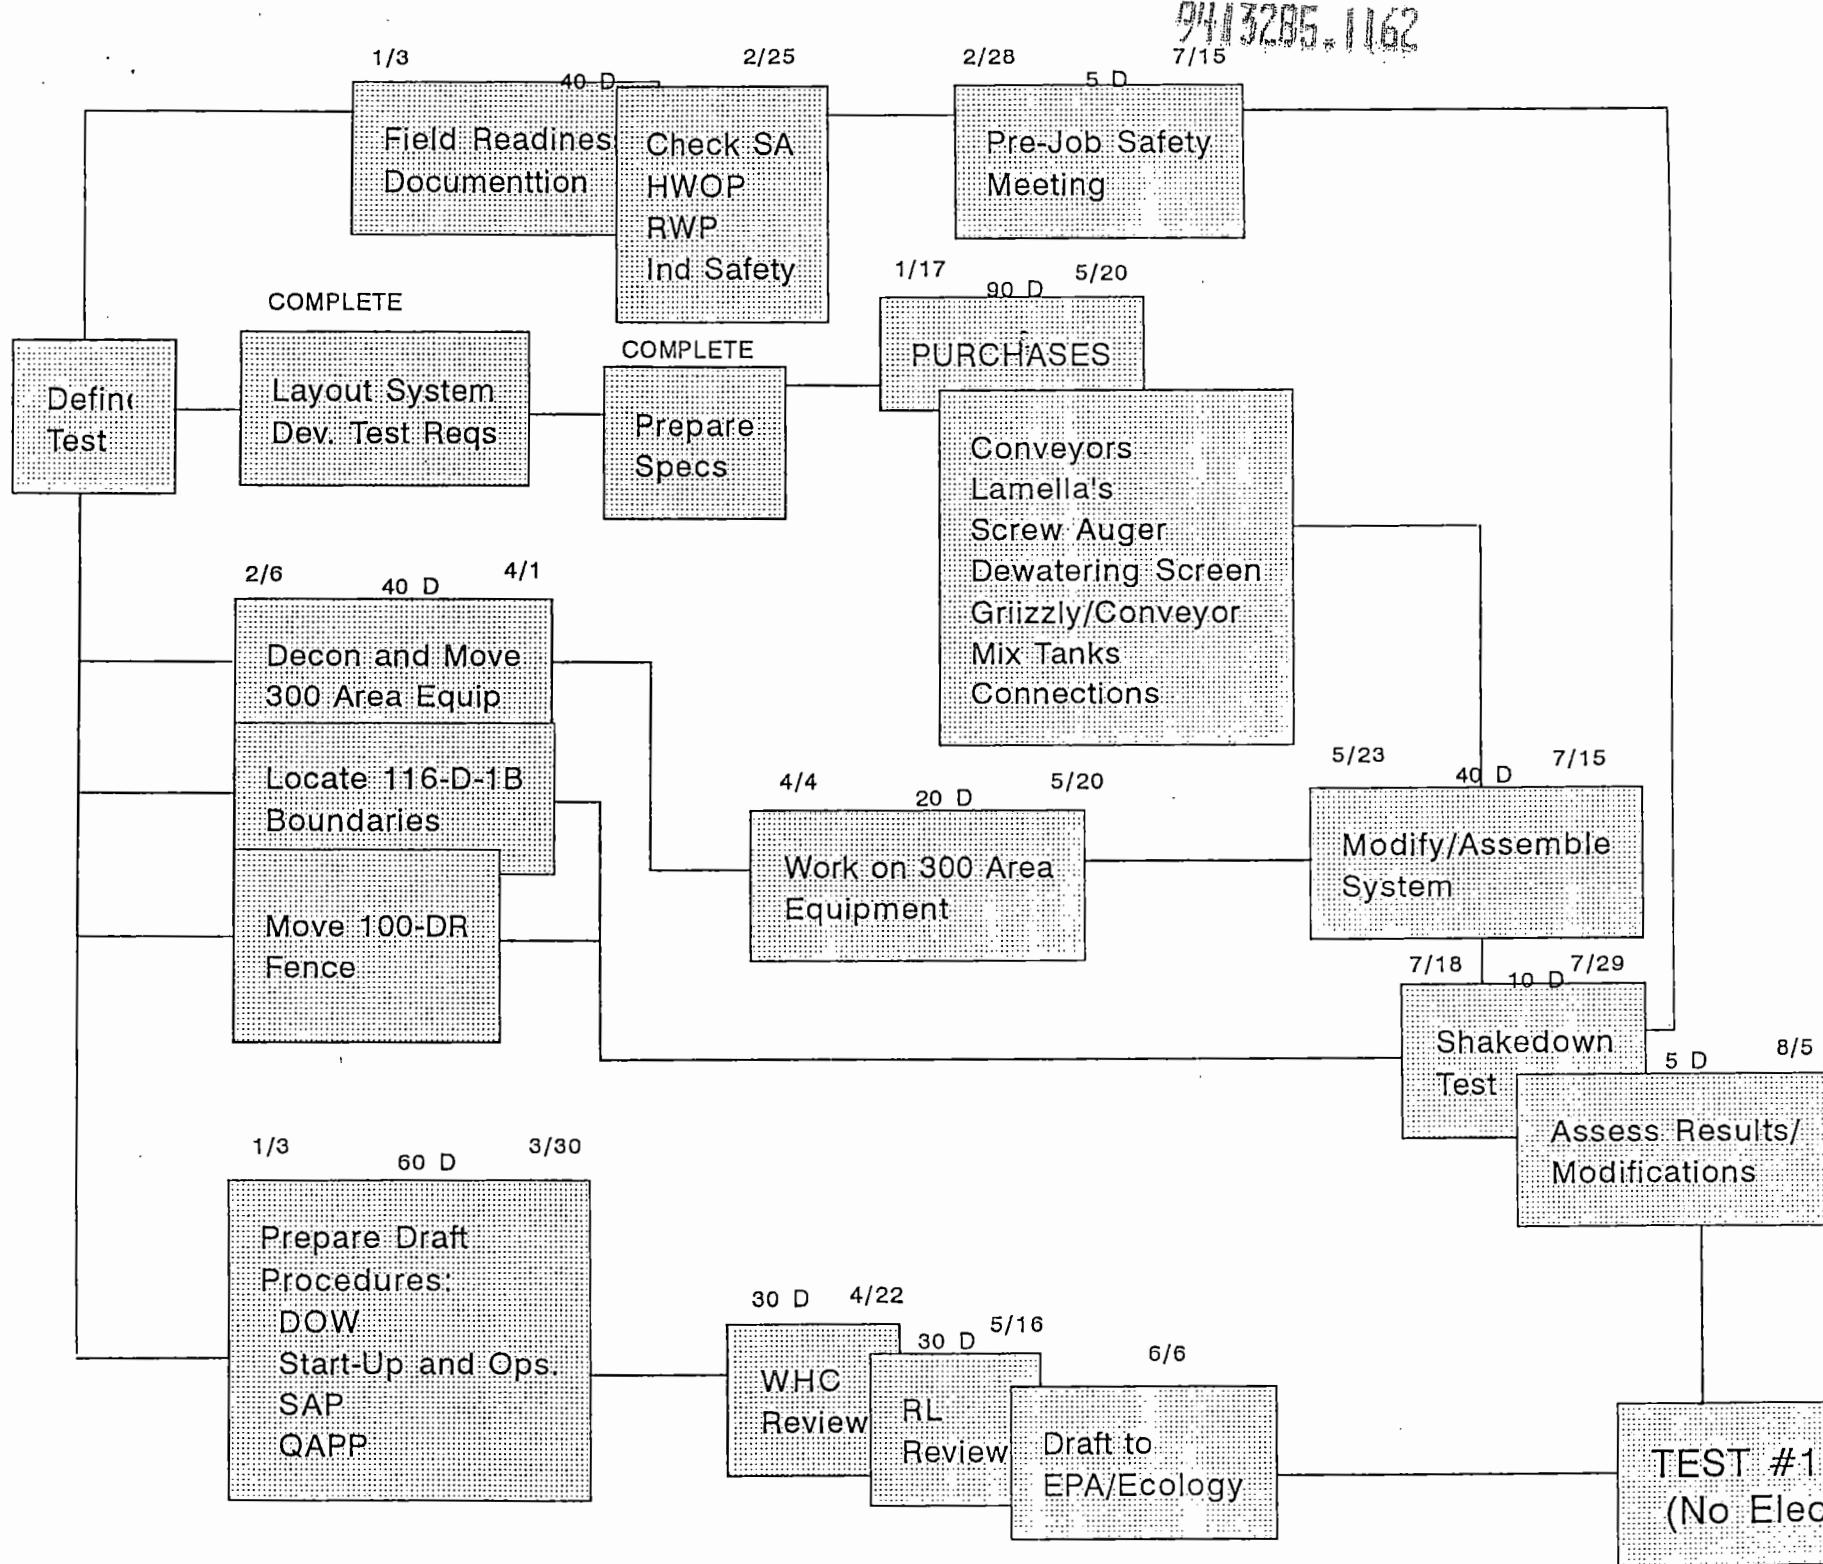 9413285.1162
1/3
40 D
2/25
Field Readines
Documenttion
Check SA
HWOP
RWP
Ind Safety
2/28
5 D
7/15
Pre-Job Safety
Meeting
COMPLETE
Define
Test
Layout System
Dev. Test Reqs
COMPLETE
Prepare
Specs
1/17
90 D
5/20
PURCHASES
Conveyors
Lamella's
Screw Auger
Dewatering Screen
Griizzly/Conveyor
Mix Tanks
Connections
2/6
40 D
4/1
Decon and Move
300 Area Equip
Locate 116-D-1B
Boundaries
Move 100-DR
Fence
4/4
20 D
5/20
Work on 300 Area
Equipment
5/23
40 D
7/15
Modify/Assemble
System
7/18
10 D
7/29
Shakedown
Test
5 D
8/5
Assess Results/
Modifications
1/3
60 D
3/30
Prepare Draft
Procedures:
DOW
Start-Up and Ops.
SAP
QAPP
30 D
4/22
WHC
Review
30 D
5/16
RL
Review
6/6
Draft to
EPA/Ecology
TEST #1
(No Elec